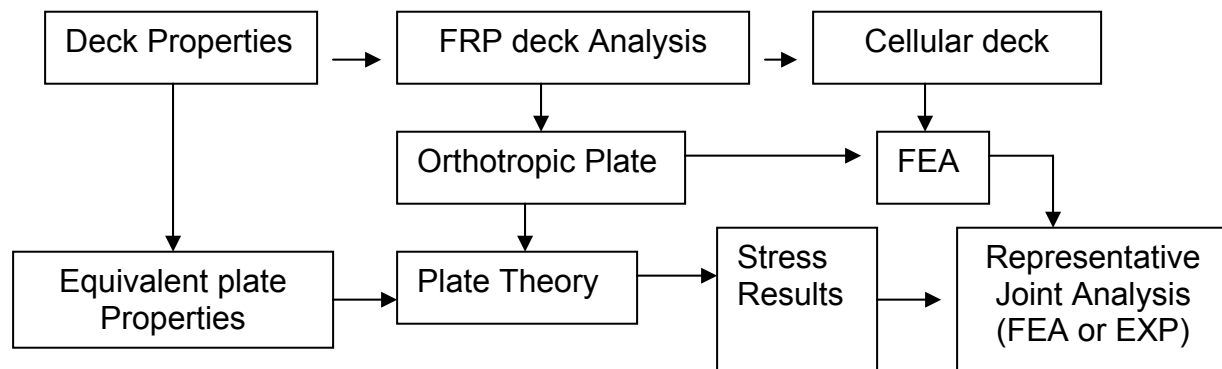 Deck Properties
FRP deck Analysis
Cellular deck
Orthotropic Plate
FEA
Equivalent plate
Properties
Plate Theory
Stress
Results
Representative
Joint Analysis
(FEA or EXP)